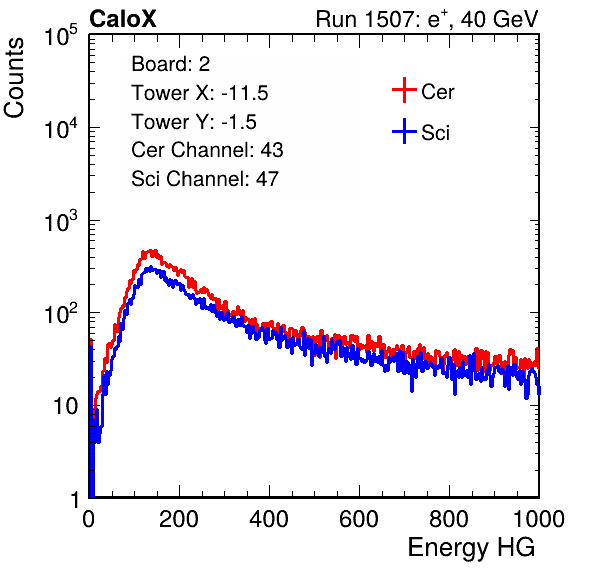 CaloX Run 1507: e⁺, 40 GeV
Counts
Board: 2
Tower X: -11.5
Tower Y: -1.5
Cer Channel: 43
Sci Channel: 47
Cer
Sci
10⁵
10⁴
10³
10²
10
1
0 200 400 600 800 1000
Energy HG